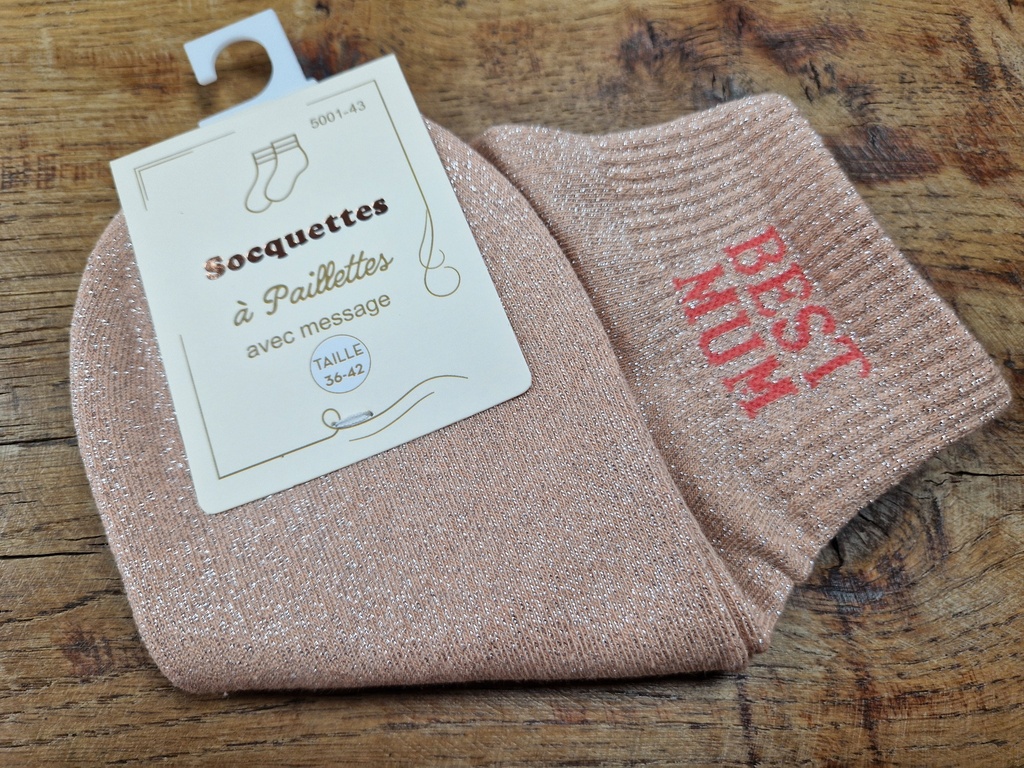 5001-43
Socquettes
à Paillettes
avec message
TAILLE
36-42
BEST
MUM